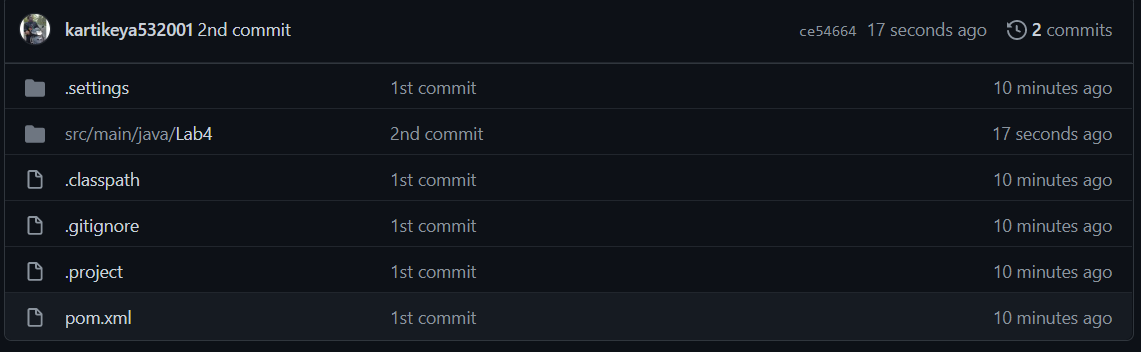 kartikeya532001 2nd commit ce54664 17 seconds ago 2 commits
.settings 1st commit 10 minutes ago
src/main/java/Lab4 2nd commit 17 seconds ago
.classpath 1st commit 10 minutes ago
.gitignore 1st commit 10 minutes ago
.project 1st commit 10 minutes ago
pom.xml 1st commit 10 minutes ago